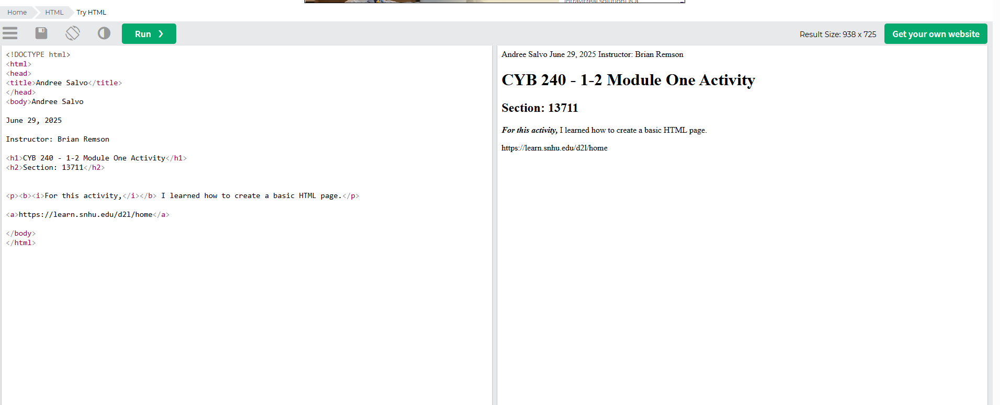 intravitreal solution) is a
Home HTML Try HTML
Run ❯ Result Size: 938 x 725 Get your own website
<!DOCTYPE html>
<html>
<head>
<title>Andree Salvo</title>
</head>
<body>Andree Salvo
June 29, 2025
Instructor: Brian Remson
<h1>CYB 240 - 1-2 Module One Activity</h1>
<h2>Section: 13711</h2>
<p><b><i>For this activity,</i></b> I learned how to create a basic HTML page.</p>
<a>https://learn.snhu.edu/d2l/home</a>
</body>
</html>
Andree Salvo June 29, 2025 Instructor: Brian Remson
CYB 240 - 1-2 Module One Activity
Section: 13711
For this activity, I learned how to create a basic HTML page.
https://learn.snhu.edu/d2l/home